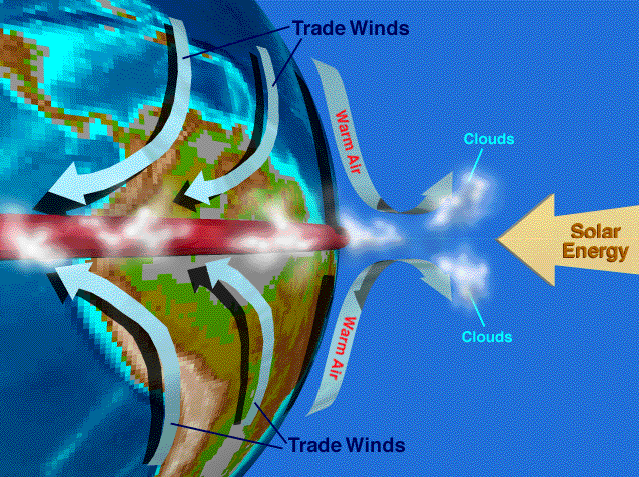 Trade Winds
Warm Air
Clouds
Solar
Energy
Warm Air
Clouds
Trade Winds